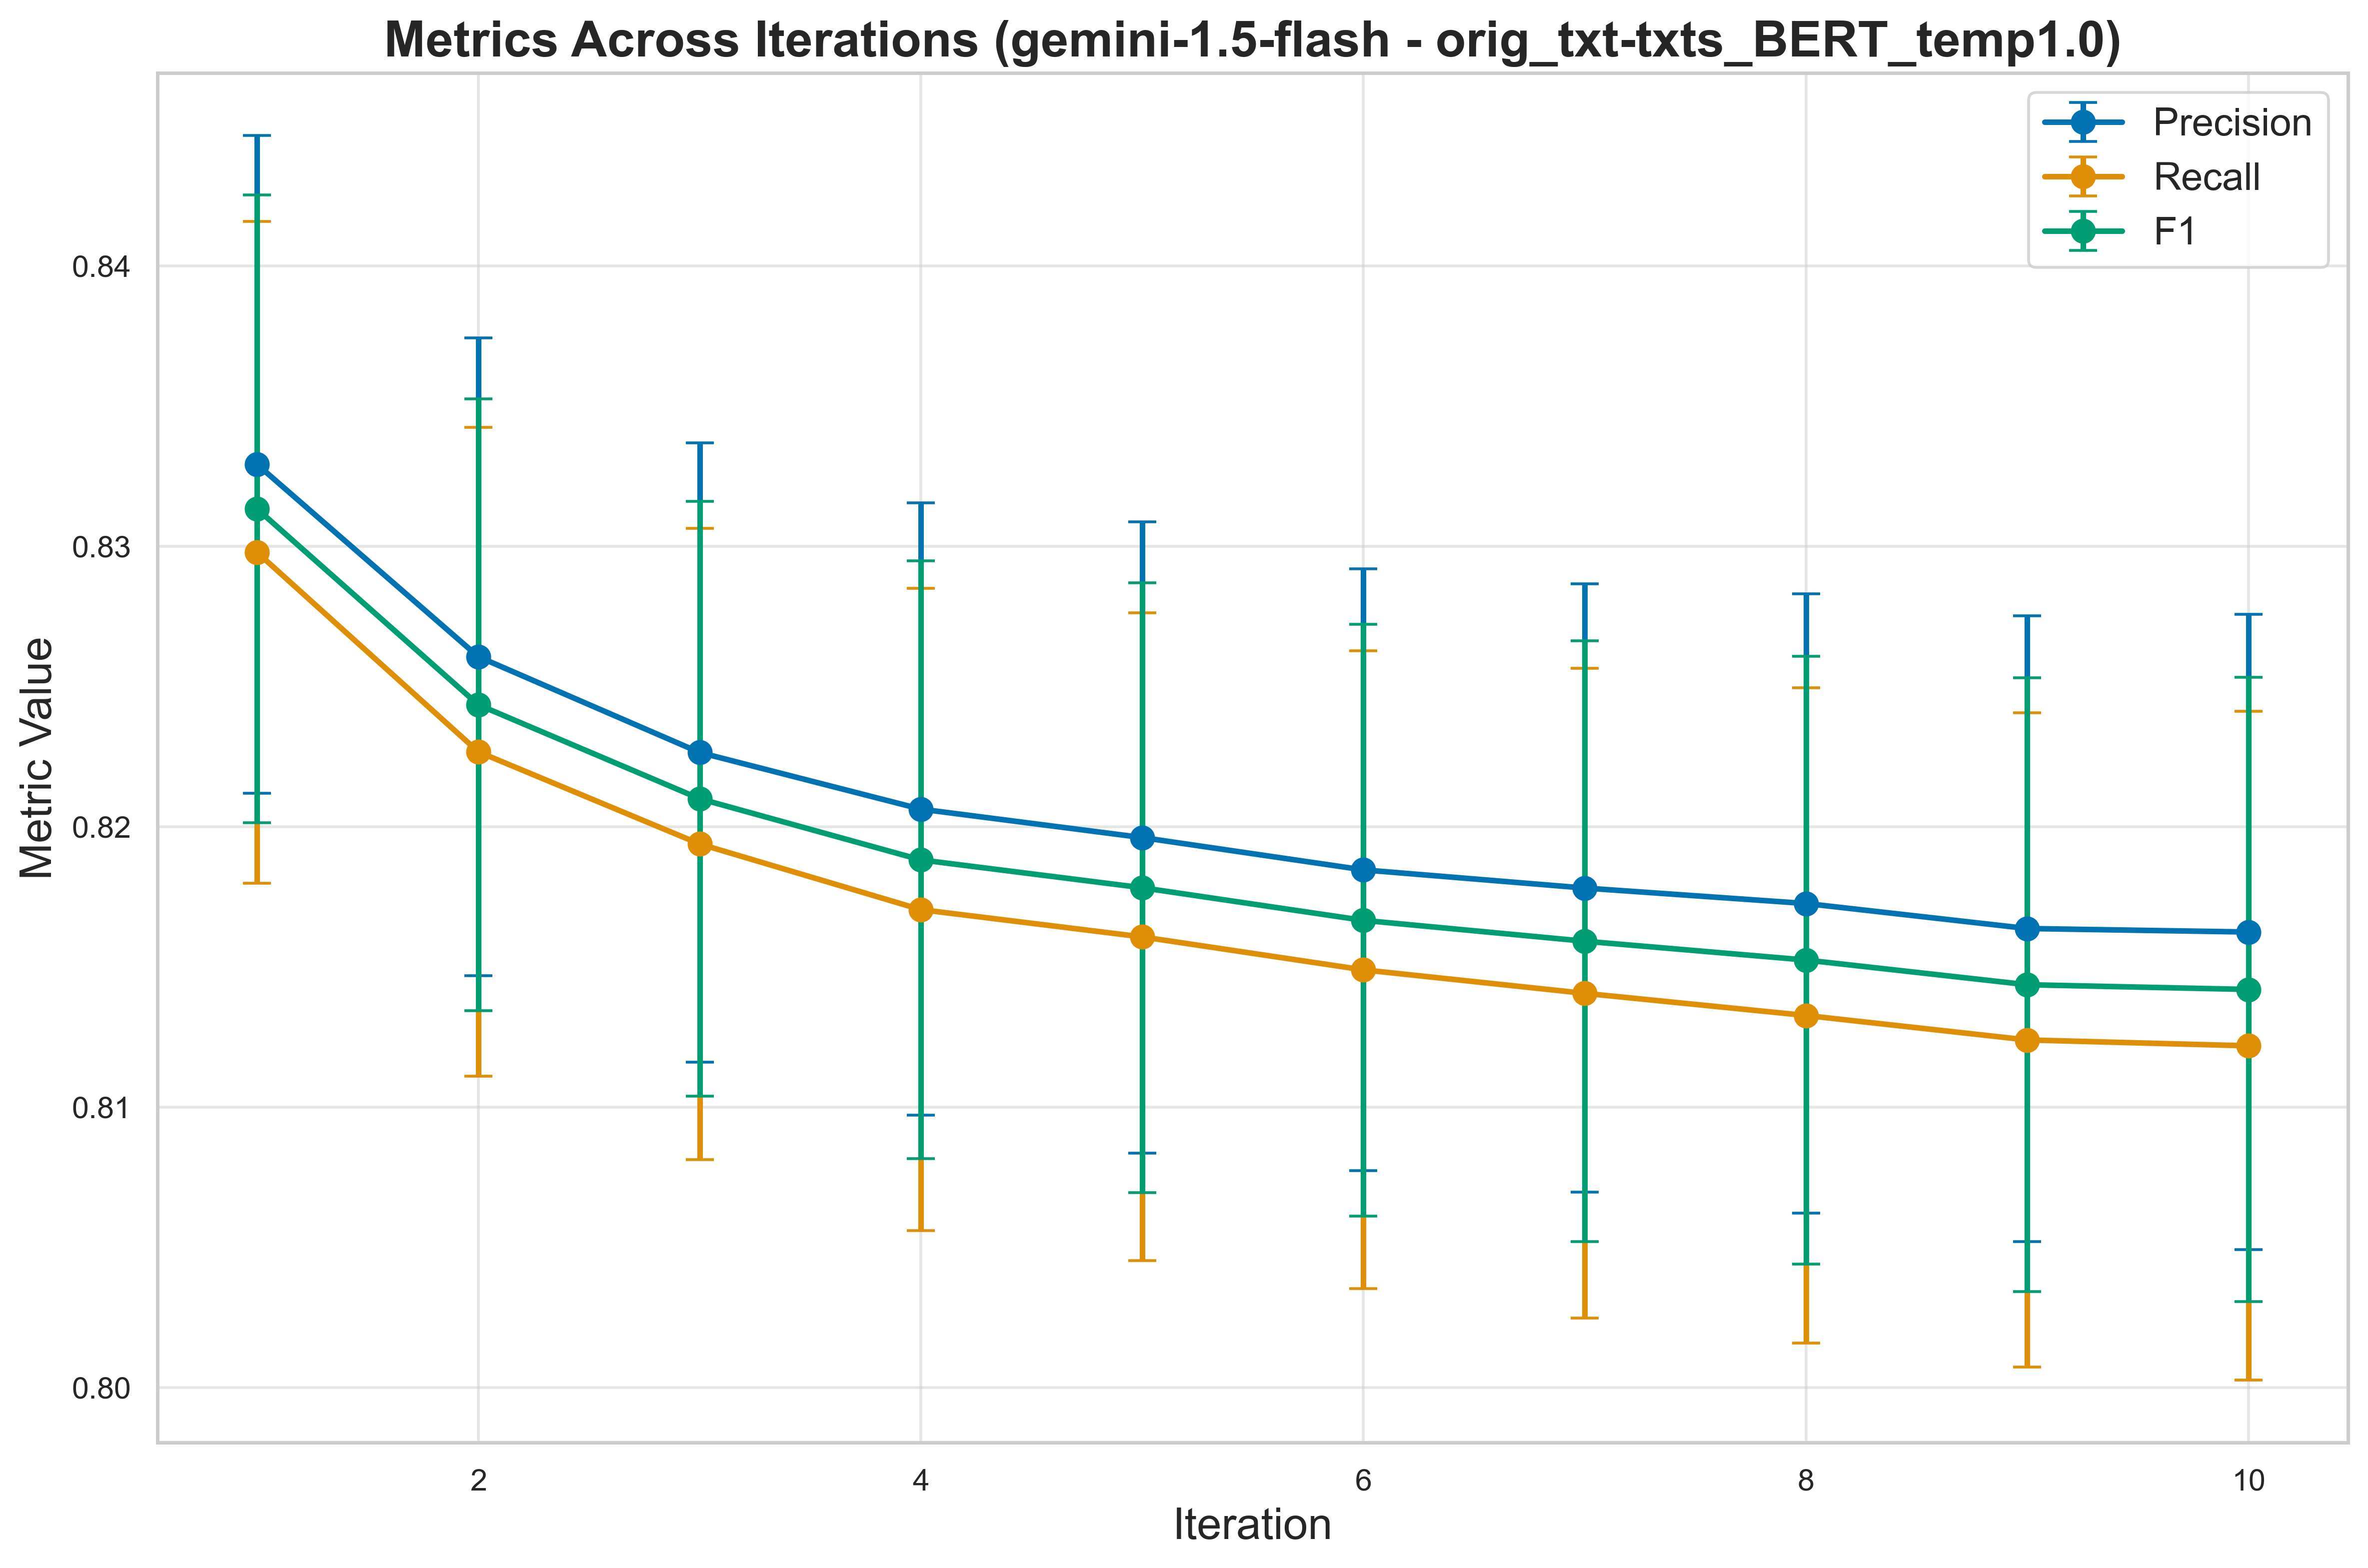 Metrics Across Iterations (gemini-1.5-flash - orig_txt-txts_BERT_temp1.0)
Precision
Recall
F1
Metric Value
0.84
0.83
0.82
0.81
0.80
2 4 6 8 10
Iteration